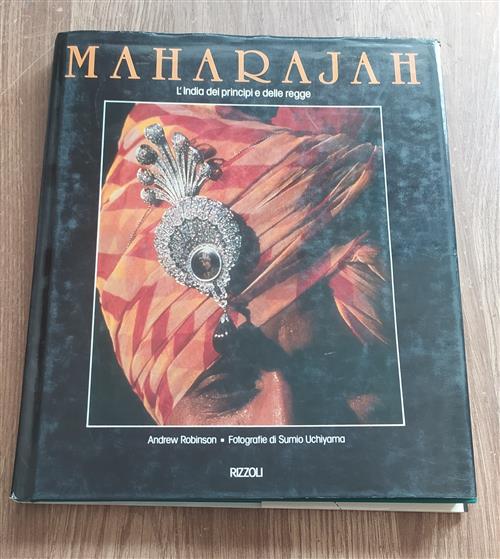 MAHARAJAH
L'India dei principi e delle regge
Andrew Robinson • Fotografie di Sumio Uchiyama
RIZZOLI